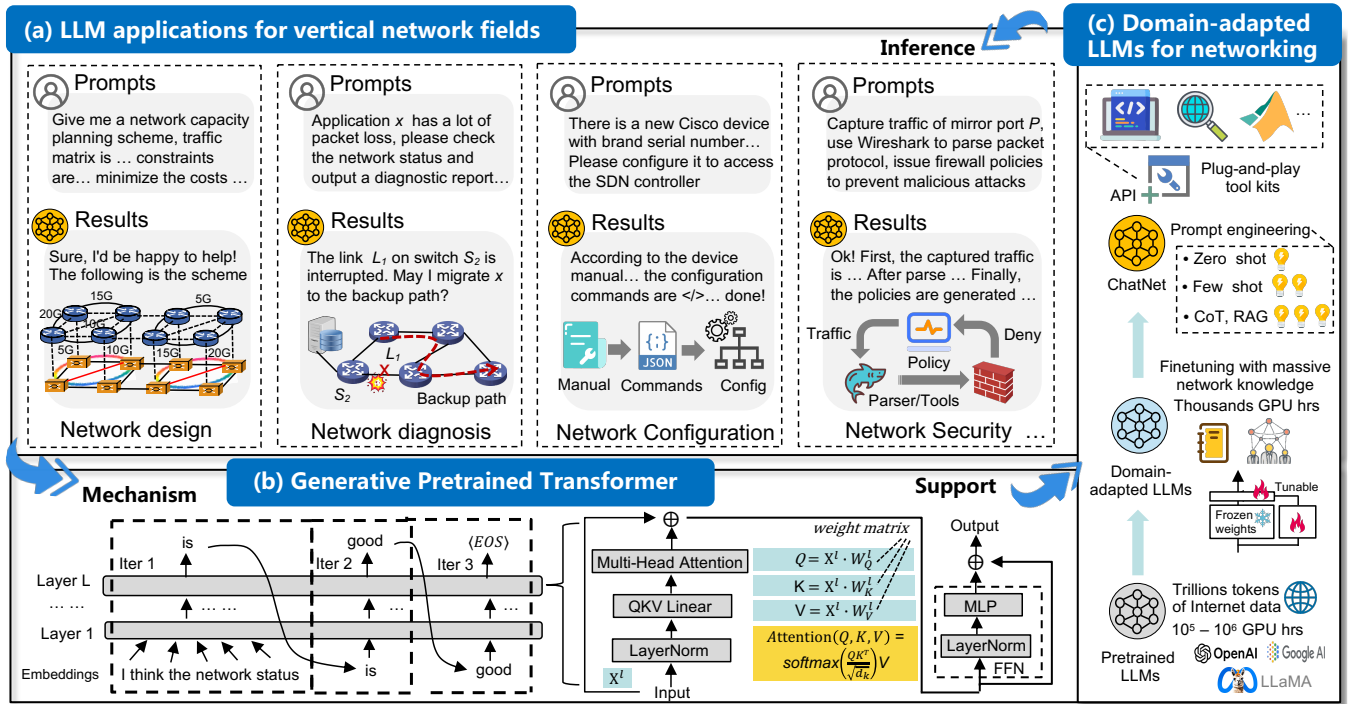 (a) LLM applications for vertical network fields
Inference
Prompts
Give me a network capacity
planning scheme, traffic
matrix is … constraints
are… minimize the costs …
Results
Sure, I'd be happy to help!
The following is the scheme
15G
5G
20G
10G
5G
10G
15G
20G
Network design
Prompts
Application x has a lot of
packet loss, please check
the network status and
output a diagnostic report…
Results
The link L₁ on switch S₂ is
interrupted. May I migrate x
to the backup path?
L₁
X
S₂
Backup path
Network diagnosis
Prompts
There is a new Cisco device
with brand serial number…
Please configure it to access
the SDN controller
Results
According to the device
manual… the configuration
commands are </>… done!
{;}
JSON
Manual
Commands
Config
Network Configuration
Prompts
Capture traffic of mirror port P,
use Wireshark to parse packet
protocol, issue firewall policies
to prevent malicious attacks
Results
Ok! First, the captured traffic
is … After parse … Finally,
the policies are generated …
Traffic
Deny
Policy
Parser/Tools
Network Security …
(b) Generative Pretrained Transformer
Mechanism
Support
is
good
⟨EOS⟩
Iter 1
Iter 2
Iter 3
Layer L
… …
… …
… …
…
Layer 1
Embeddings
I think the network status
is
good
⊕
Multi-Head Attention
QKV Linear
LayerNorm
Xˡ
Input
weight matrix
Q = Xˡ · W_Qˡ
K = Xˡ · W_Kˡ
V = Xˡ · W_Vˡ
Attention(Q, K, V) =
softmax(QKᵀ/√dₖ)V
Output
⊕
MLP
LayerNorm
FFN
(c) Domain-adapted
LLMs for networking
</>
…
API
Plug-and-play
tool kits
ChatNet
Prompt engineering
• Zero shot
• Few shot
• CoT, RAG
Finetuning with massive
network knowledge
Thousands GPU hrs
Domain-
adapted LLMs
Tunable
Frozen
weights
Trillions tokens
of Internet data
10⁵ – 10⁶ GPU hrs
Pretrained
LLMs
OpenAI
Google AI
LLaMA